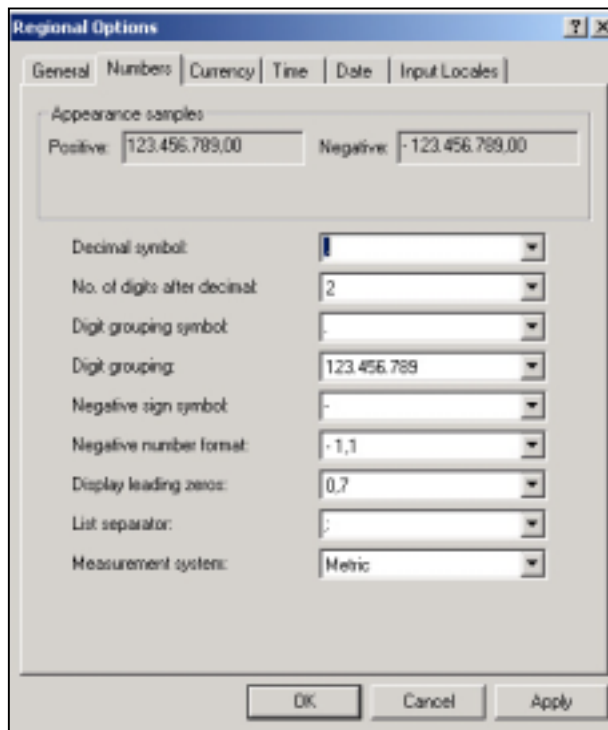 Regional Options
General Numbers Currency Time Date Input Locales
Appearance samples
Positive: 123.456.789,00 Negative: - 123.456.789,00
Decimal symbol:
No. of digits after decimal: 2
Digit grouping symbol: .
Digit grouping: 123.456.789
Negative sign symbol: -
Negative number format: - 1,1
Display leading zeros: 0,7
List separator: ;
Measurement system: Metric
OK Cancel Apply